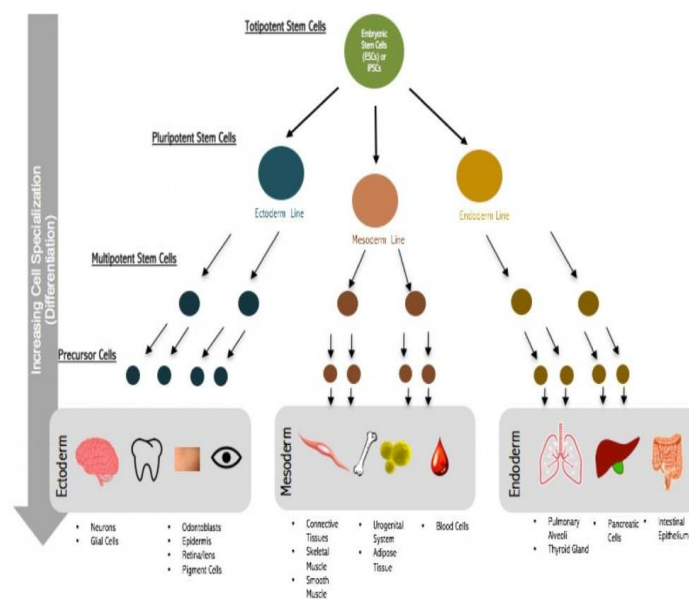 Totipotent Stem Cells
Embryonic
Stem Cells
(ESCs) or
iPSCs
Pluripotent Stem Cells
Ectoderm Line
Mesoderm Line
Endoderm Line
Multipotent Stem Cells
Precursor Cells
Increasing Cell Specialization
(Differentiation)
Ectoderm
• Neurons
• Glial Cells
• Odontoblasts
• Epidermis
• Retina/lens
• Pigment Cells
Mesoderm
• Connective
Tissues
• Skeletal
Muscle
• Smooth
Muscle
• Urogenital
System
• Adipose
Tissue
• Blood Cells
Endoderm
• Pulmonary
Alveoli
• Thyroid Gland
• Pancreatic
Cells
• Intestinal
Epithelium